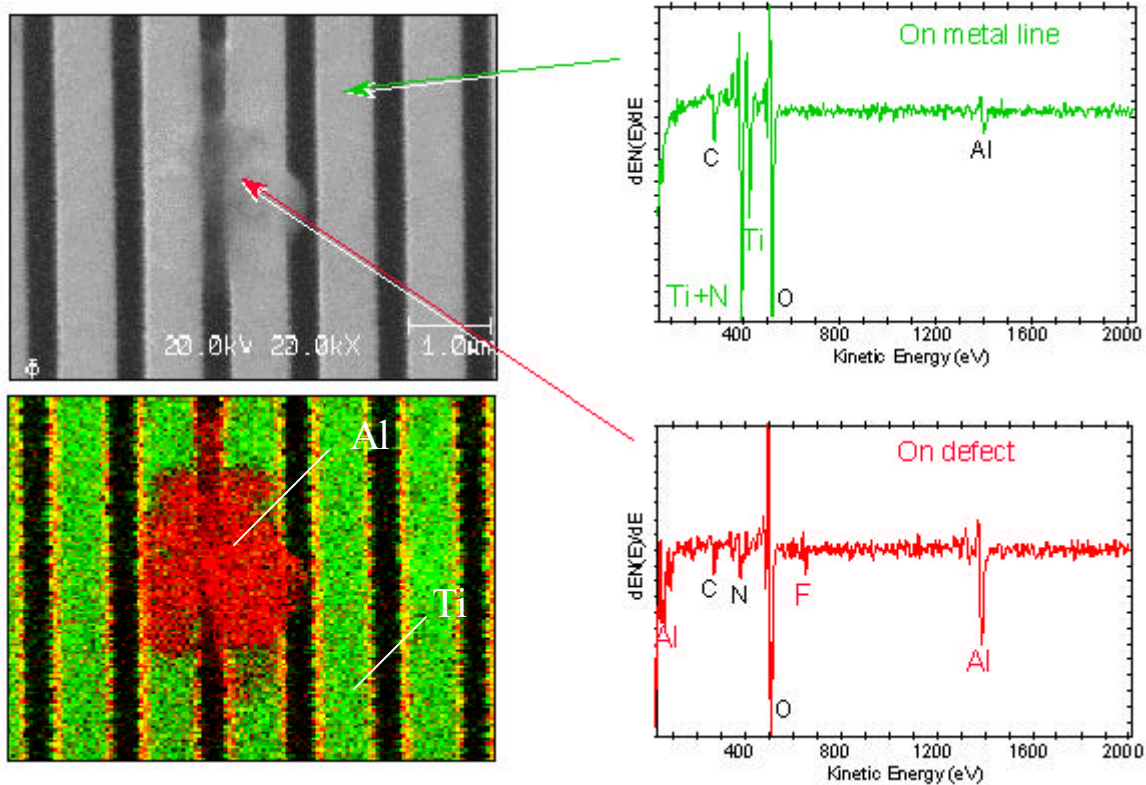 20.0kV 20.0kX 1.0µm
Φ
Al
Ti
On metal line
dEN(E)/dE
C
Al
Ti
Ti+N
O
400 800 1200 1600 2000
Kinetic Energy (eV)
On defect
dEN(E)/dE
C
N
F
Al
Al
O
400 800 1200 1600 2000
Kinetic Energy (eV)